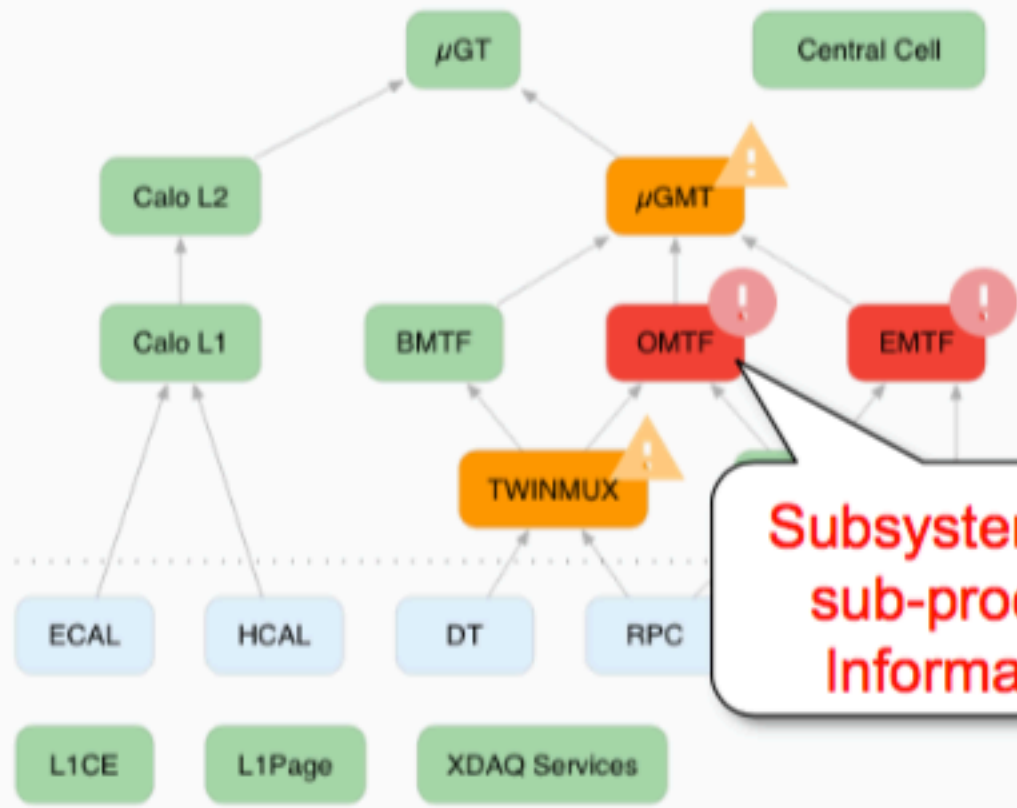 µGT
Central Cell
Calo L2
µGMT
Calo L1
BMTF
OMTF
EMTF
TWINMUX
ECAL
HCAL
DT
RPC
Informa
L1CE
L1Page
XDAQ Services